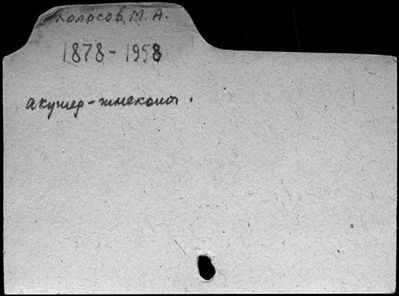 Колосов, М. А.
1878-1958
акушер-гинеколог.